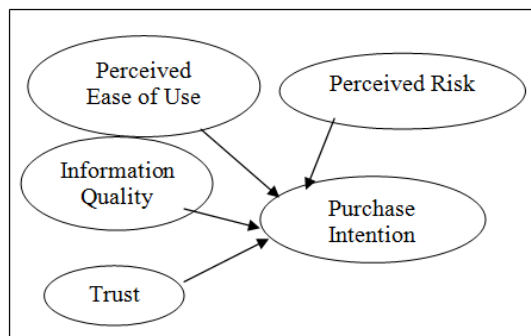 Perceived
Ease of Use
Perceived Risk
Information
Quality
Purchase
Intention
Trust